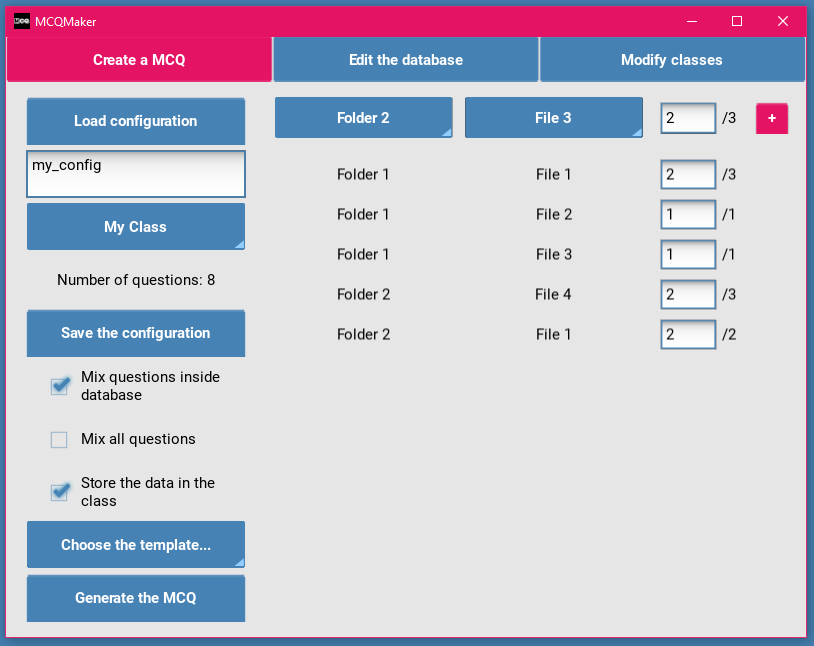 MCQ MCQMaker
Create a MCQ Edit the database Modify classes
Load configuration
my_config
My Class
Number of questions: 8
Save the configuration
Mix questions inside
database
Mix all questions
Store the data in the
class
Choose the template...
Generate the MCQ
Folder 2 File 3 2 /3 +
Folder 1 File 1 2 /3
Folder 1 File 2 1 /1
Folder 1 File 3 1 /1
Folder 2 File 4 2 /3
Folder 2 File 1 2 /2